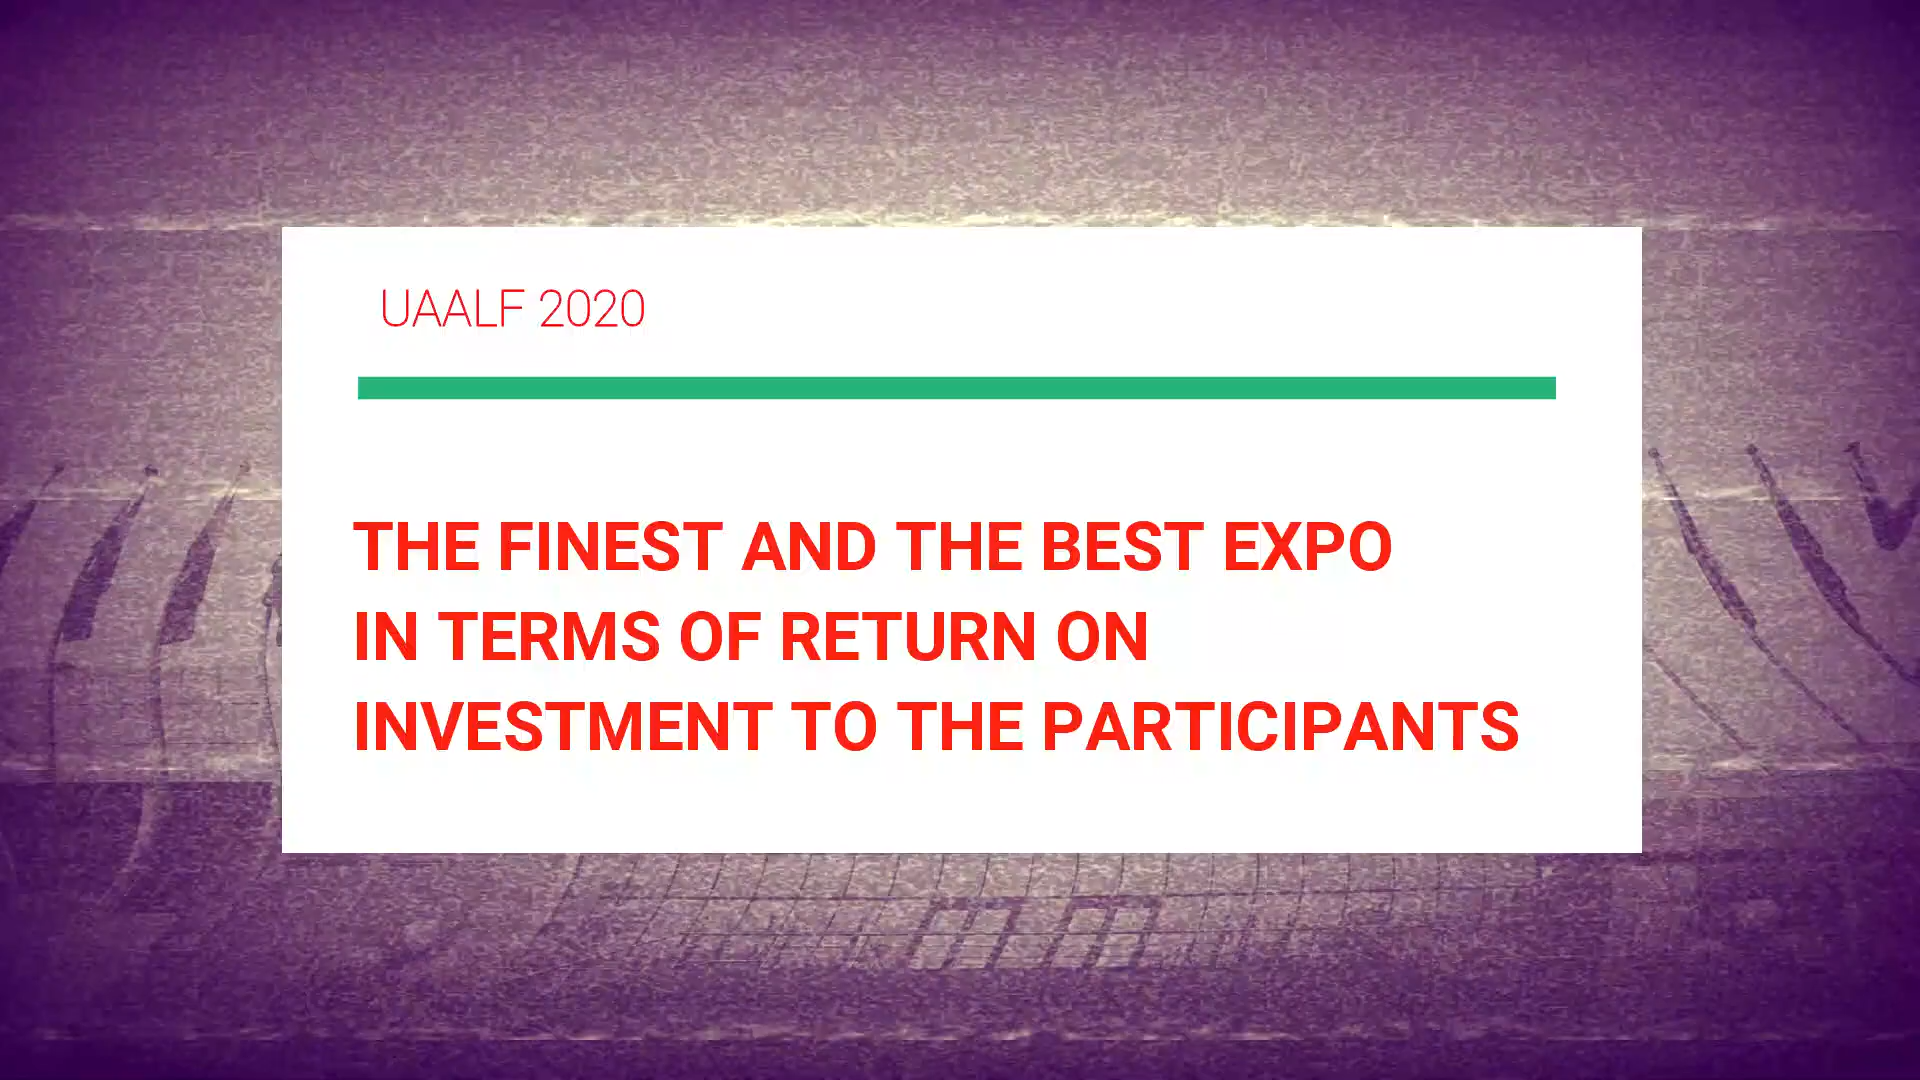 UAALF 2020
THE FINEST AND THE BEST EXPO
IN TERMS OF RETURN ON
INVESTMENT TO THE PARTICIPANTS